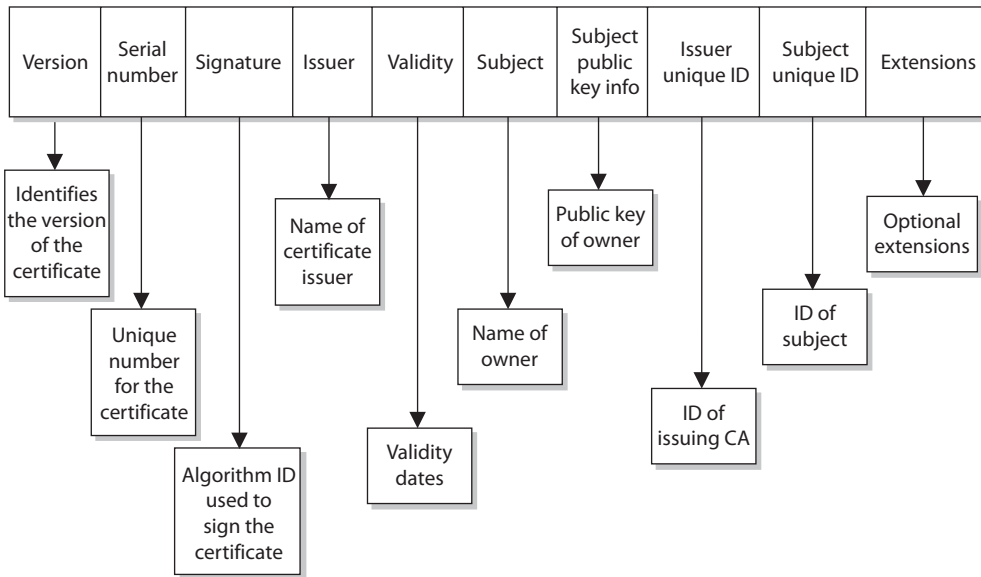 Version
Serial
number
Signature
Issuer
Validity
Subject
Subject
public
key info
Issuer
unique ID
Subject
unique ID
Extensions
Identifies
the version
of the
certificate
Unique
number
for the
certificate
Algorithm ID
used to
sign the
certificate
Name of
certificate
issuer
Validity
dates
Name of
owner
Public key
of owner
ID of
issuing CA
ID of
subject
Optional
extensions